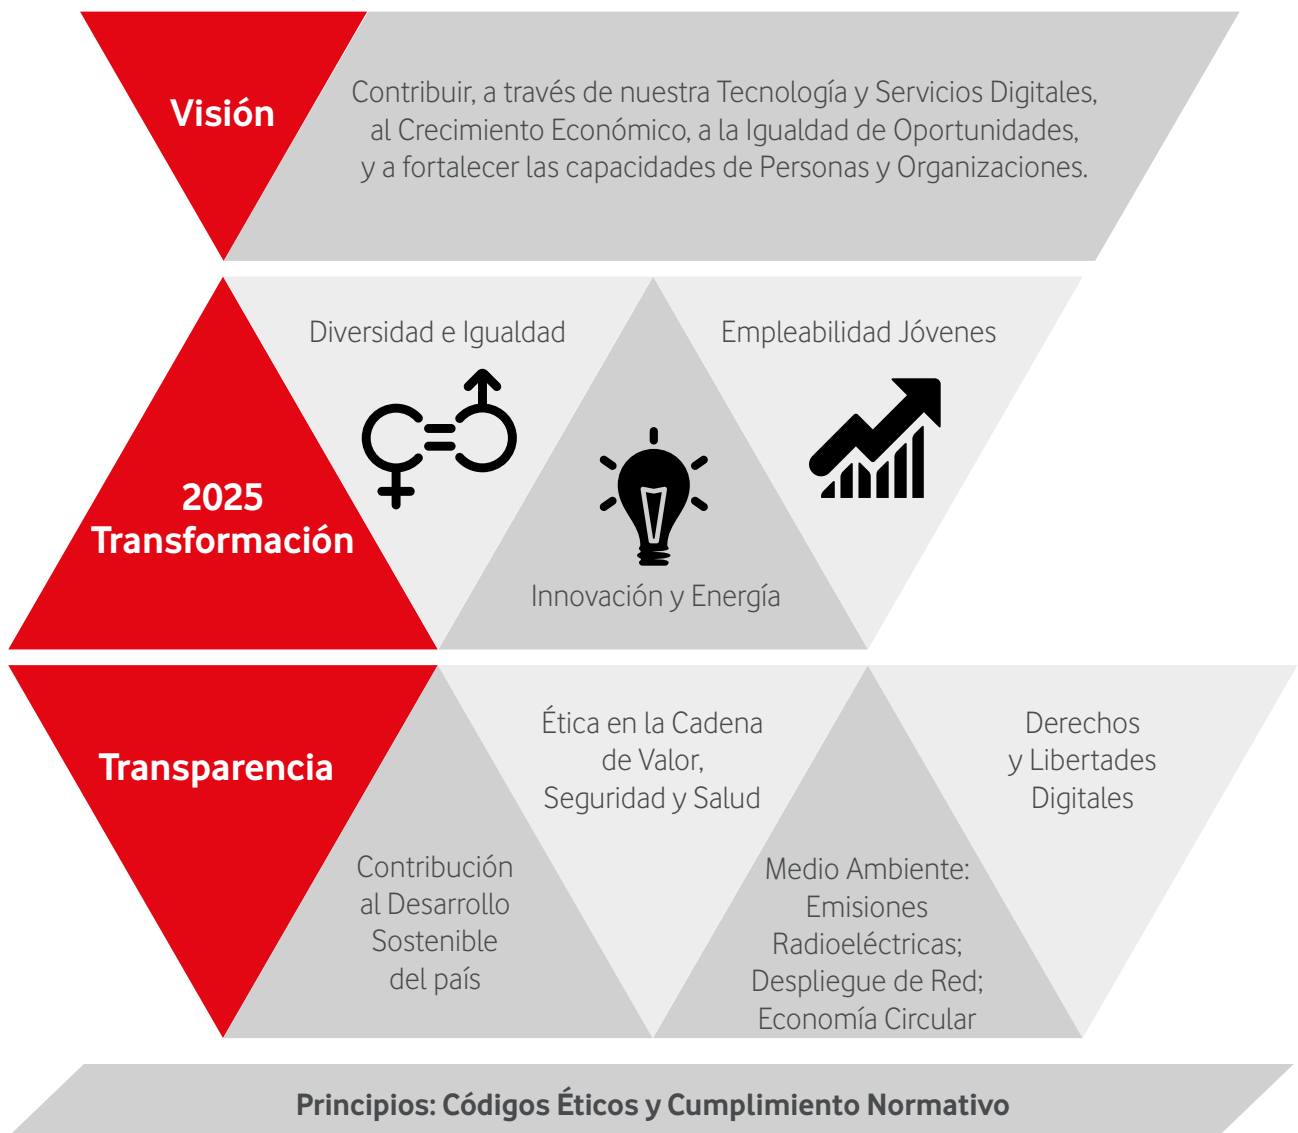 Visión
Contribuir, a través de nuestra Tecnología y Servicios Digitales,
al Crecimiento Económico, a la Igualdad de Oportunidades,
y a fortalecer las capacidades de Personas y Organizaciones.
2025
Transformación
Diversidad e Igualdad
Innovación y Energía
Empleabilidad Jóvenes
Transparencia
Contribución
al Desarrollo
Sostenible
del país
Ética en la Cadena
de Valor,
Seguridad y Salud
Medio Ambiente:
Emisiones
Radioeléctricas;
Despliegue de Red;
Economía Circular
Derechos
y Libertades
Digitales
Principios: Códigos Éticos y Cumplimiento Normativo